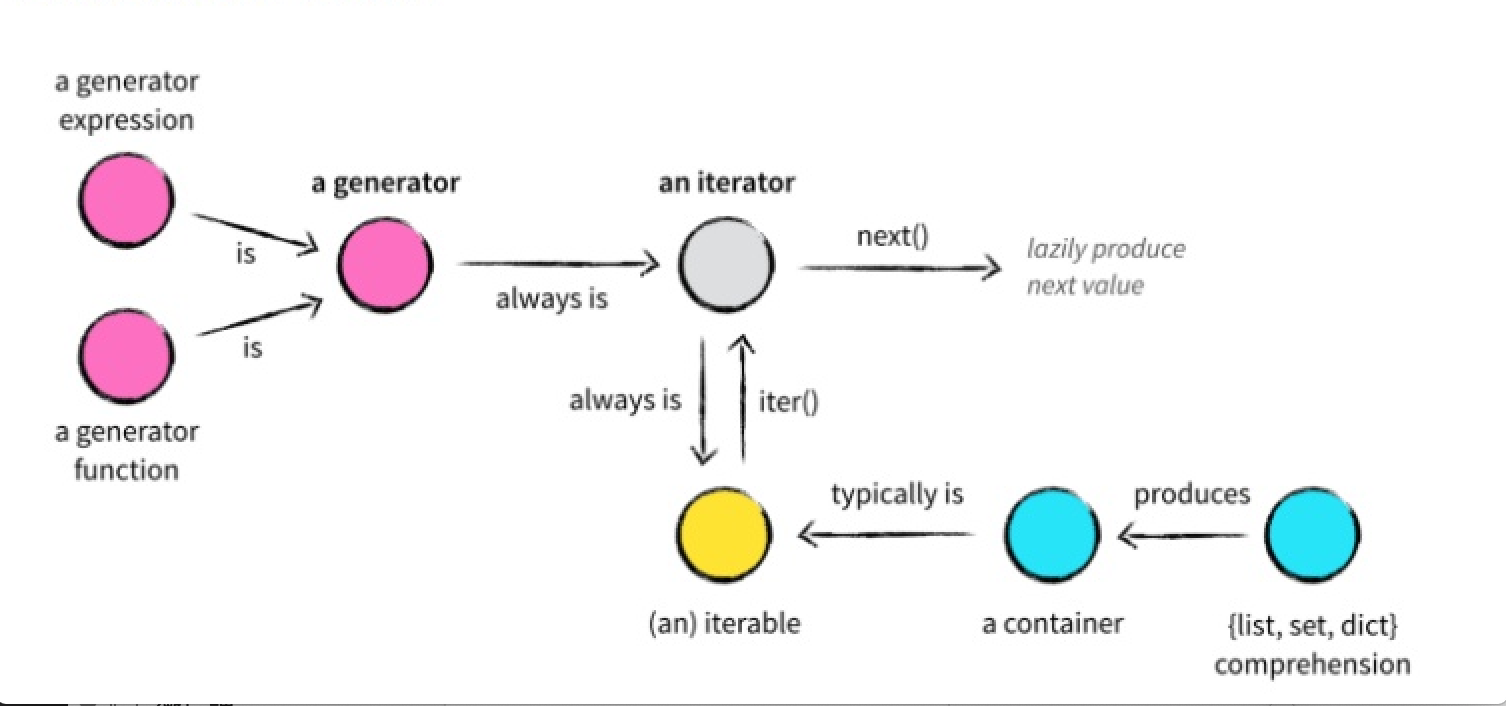 a generator
expression
is
a generator
always is
an iterator
next()
lazily produce
next value
is
a generator
function
always is
iter()
typically is
produces
(an) iterable
a container
{list, set, dict}
comprehension